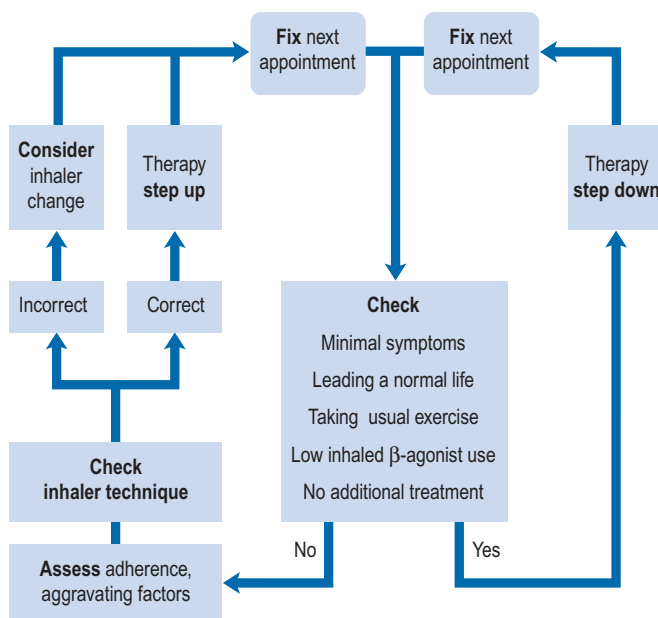 Fix next
appointment
Fix next
appointment
Consider
inhaler
change
Therapy
step up
Therapy
step down
Incorrect
Correct
Check
Minimal symptoms
Leading a normal life
Taking usual exercise
Low inhaled β-agonist use
No additional treatment
Check
inhaler technique
No
Yes
Assess adherence,
aggravating factors